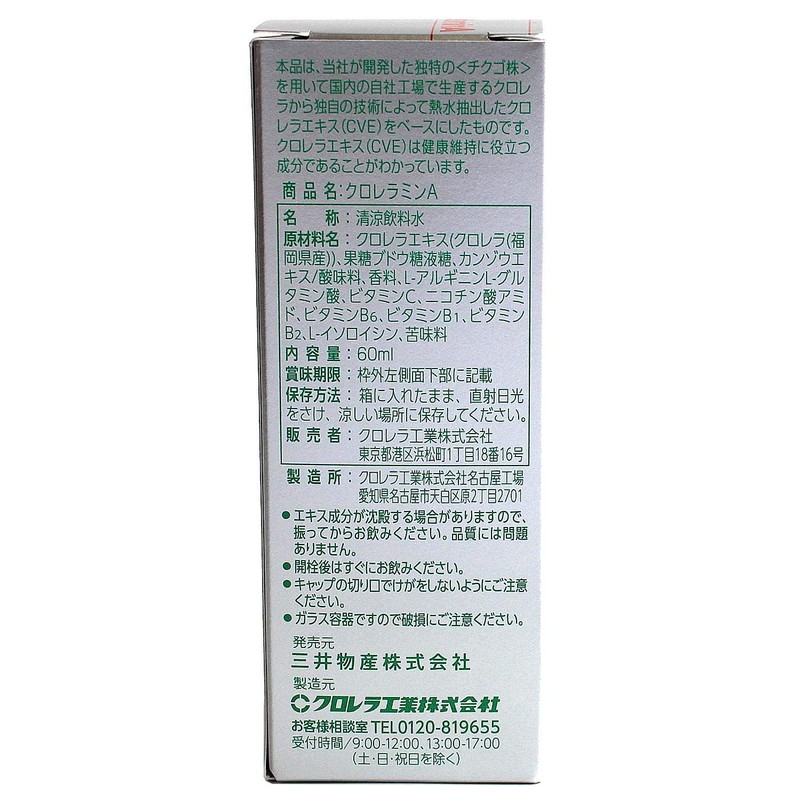 本品は、当社が開発した独特の<チクゴ株>
を用いて国内の自社工場で生産するクロレ
ラから独自の技術によって熱水抽出したクロ
レラエキス(CVE)をベースにしたものです。
クロレラエキス(CVE)は健康維持に役立つ
成分であることがわかっています。
商品名:クロレラミンA
名　　称：清涼飲料水
原材料名：クロレラエキス(クロレラ(福
岡県産))、果糖ブドウ糖液糖、カンゾウエ
キス/酸味料、香料、L-アルギニンL-グル
タミン酸、ビタミンC、ニコチン酸アミ
ド、ビタミンB6、ビタミンB1、ビタミン
B2、L-イソロイシン、苦味料
内容量：60ml
賞味期限：枠外左側面下部に記載
保存方法：箱に入れたまま、直射日光
をさけ、涼しい場所に保存してください。
販売者：クロレラ工業株式会社
東京都港区浜松町1丁目18番16号
製造所：クロレラ工業株式会社名古屋工場
愛知県名古屋市天白区原2丁目2701
●エキス成分が沈殿する場合がありますので、
振ってからお飲みください。品質には問題
ありません。
●開栓後はすぐにお飲みください。
●キャップの切り口でけがをしないようにご注意
ください。
●ガラス容器ですので破損にご注意ください。
発売元
三井物産株式会社
製造元
クロレラ工業株式会社
お客様相談室 TEL0120-819655
受付時間/9:00-12:00、13:00-17:00
(土・日・祝日を除く)